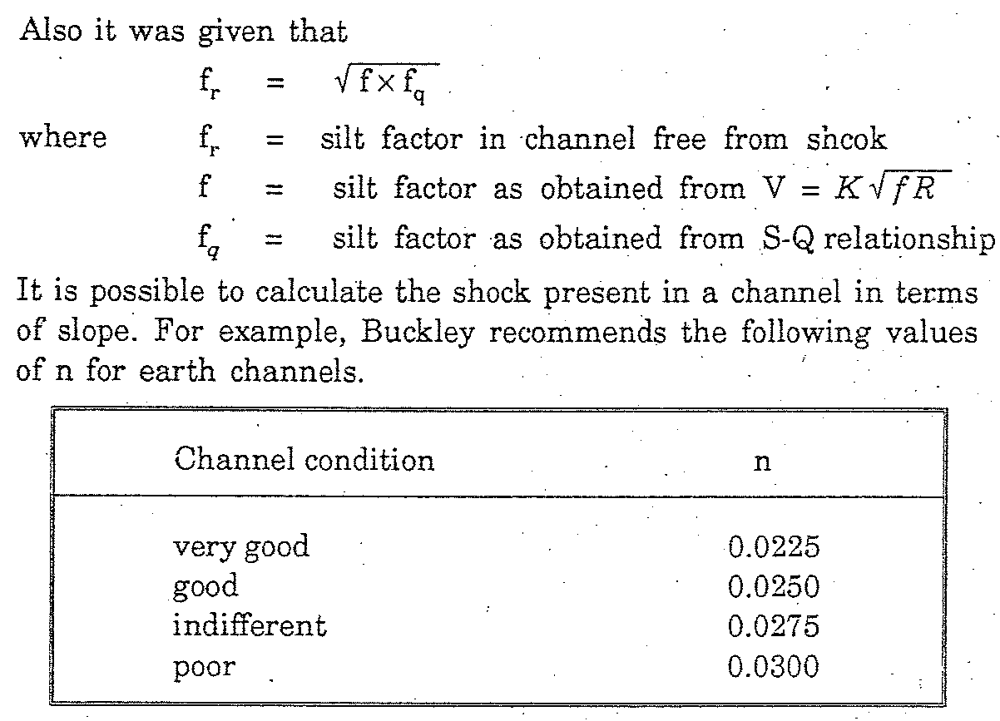 Also it was given that
f_r = √f×f_q
where f_r = silt factor in channel free from shcok
f = silt factor as obtained from V = K√fR
f_q = silt factor as obtained from S-Q relationship
It is possible to calculate the shock present in a channel in terms
of slope. For example, Buckley recommends the following values
of n for earth channels.
Channel condition n
very good 0.0225
good 0.0250
indifferent 0.0275
poor 0.0300